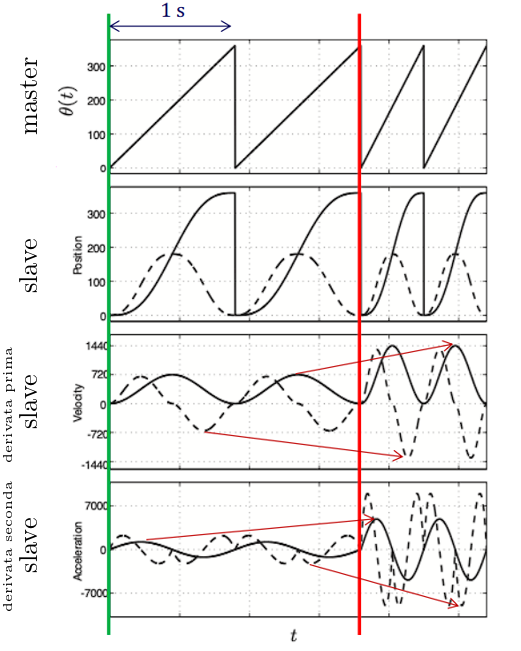 1 s
master
θ(t)
300
200
100
0
slave
Position
300
200
100
0
derivata prima
slave
Velocity
1440
720
0
-720
-1440
derivata seconda
slave
Acceleration
7000
0
-7000
t